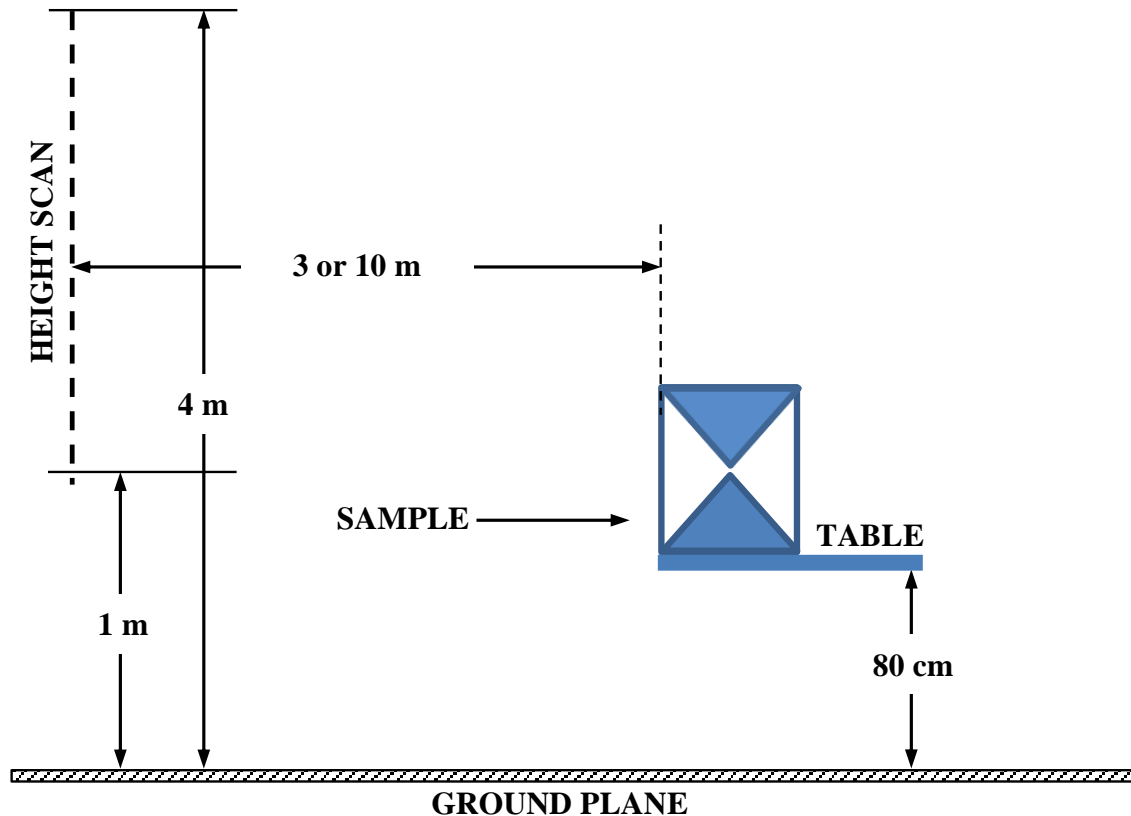 HEIGHT SCAN
3 or 10 m
4 m
SAMPLE
TABLE
1 m
80 cm
GROUND PLANE